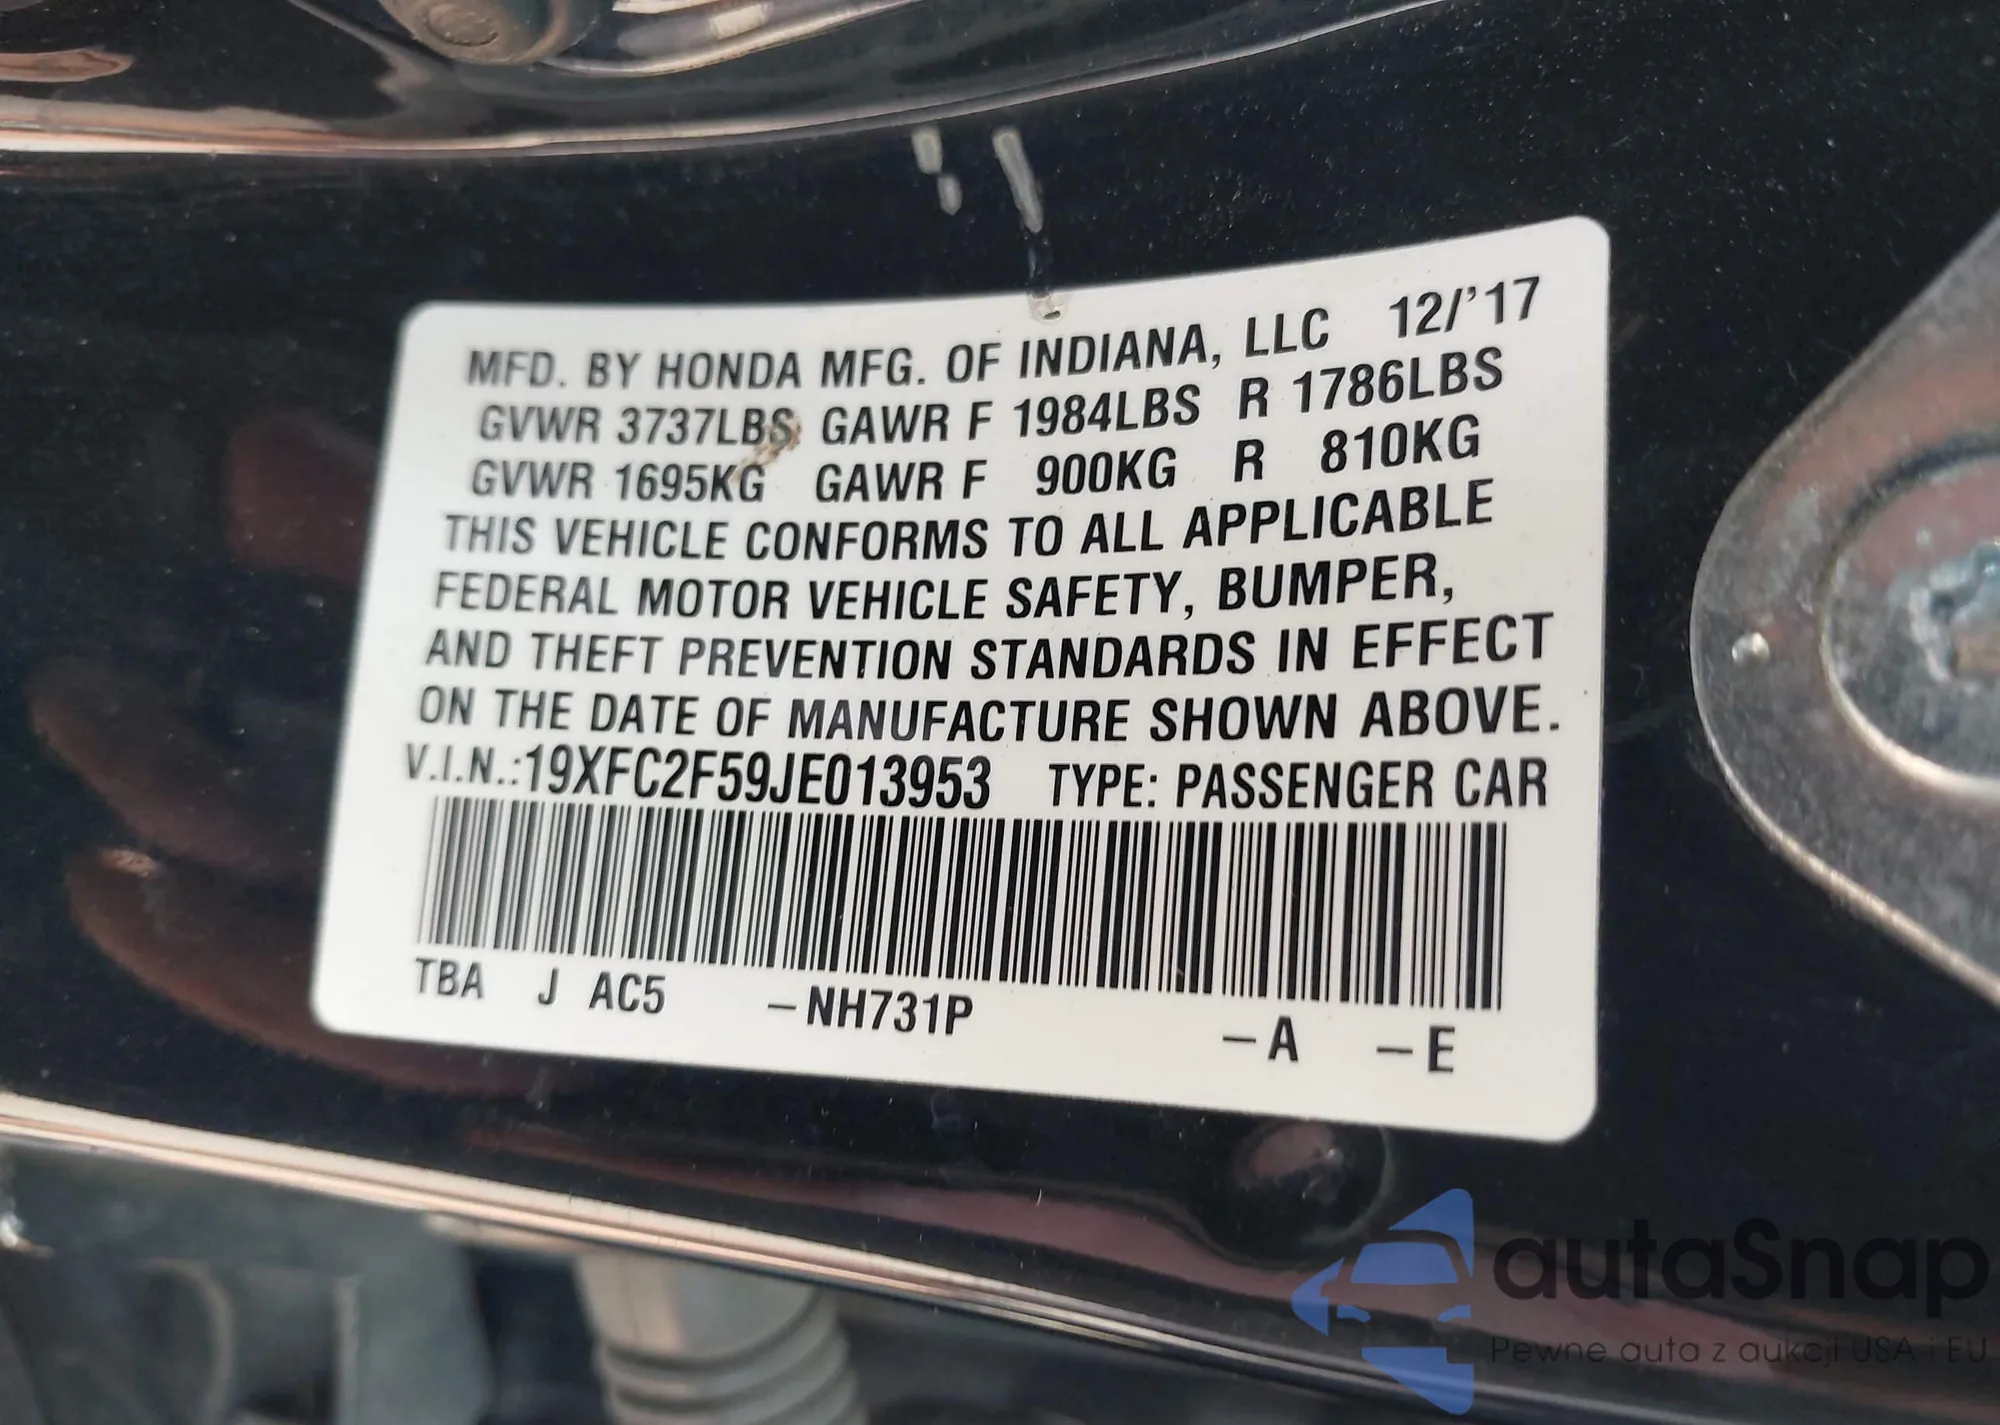 MFD. BY HONDA MFG. OF INDIANA, LLC 12/'17
GVWR 3737LBS GAWR F 1984LBS R 1786LBS
GVWR 1695KG GAWR F 900KG R 810KG
THIS VEHICLE CONFORMS TO ALL APPLICABLE
FEDERAL MOTOR VEHICLE SAFETY, BUMPER,
AND THEFT PREVENTION STANDARDS IN EFFECT
ON THE DATE OF MANUFACTURE SHOWN ABOVE.
V.I.N.:19XFC2F59JE013953 TYPE: PASSENGER CAR
TBA J AC5 –NH731P –A –E
autaSnap
Pewne auta z aukcji USA i EU